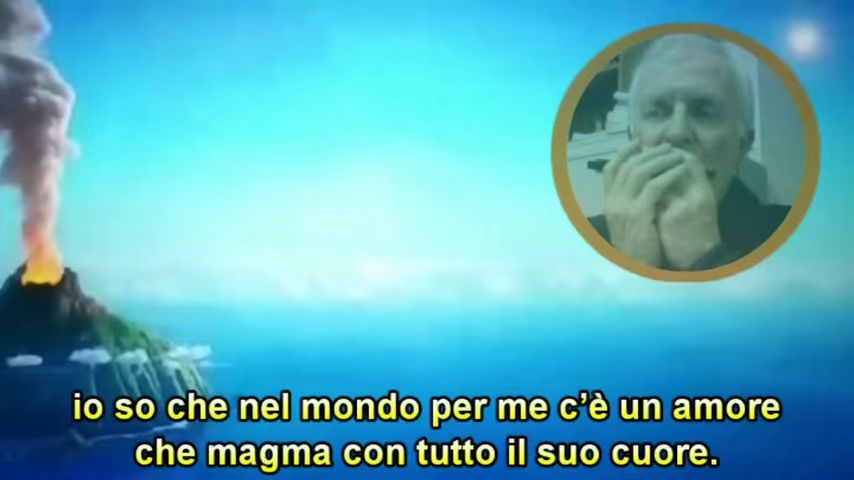 io so che nel mondo per me c’è un amore
che magma con tutto il suo cuore.